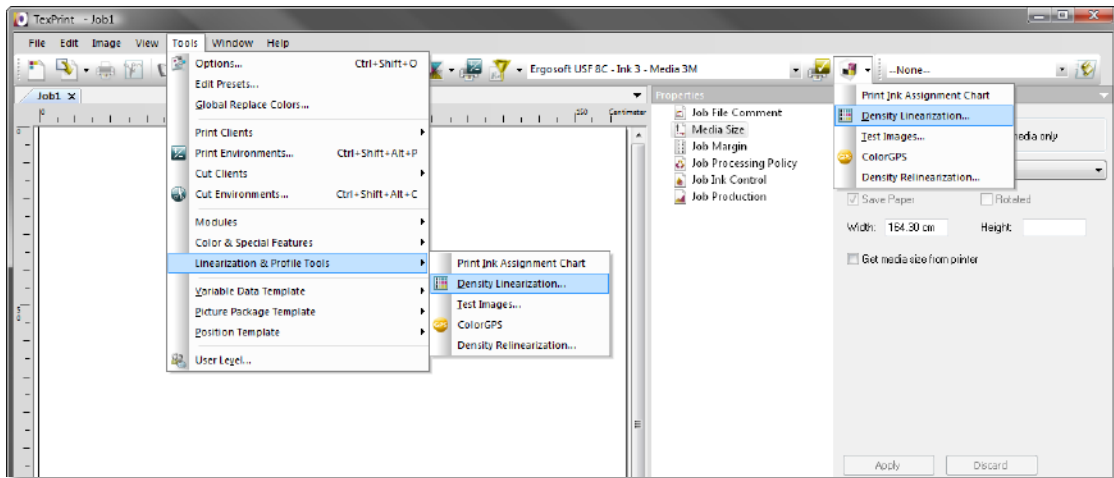 TexPrint - Job1
File Edit Image View Tools Window Help
Ergosoft USF 8C - Ink 3 - Media 3M
--None--
Job1 x
Options... Ctrl+Shift+O
Edit Presets...
Global Replace Colors...
Print Clients
Print Environments... Ctrl+Shift+Alt+P
Cut Clients
Cut Environments... Ctrl+Shift+Alt+C
Modules
Color & Special Features
Linearization & Profile Tools
Variable Data Template
Picture Package Template
Position Template
User Level...
Print Ink Assignment Chart
Density Linearization...
Test Images...
ColorGPS
Density Relinearization...
0
250
Centimeter
Properties
Job File Comment
Media Size
Job Margin
Job Processing Policy
Job Ink Control
Job Production
Print Ink Assignment Chart
Density Linearization...
Test Images...
ColorGPS
Density Relinearization...
media only
Save Paper Rotated
Width: 164.30 cm Height:
Get media size from printer
Apply Discard